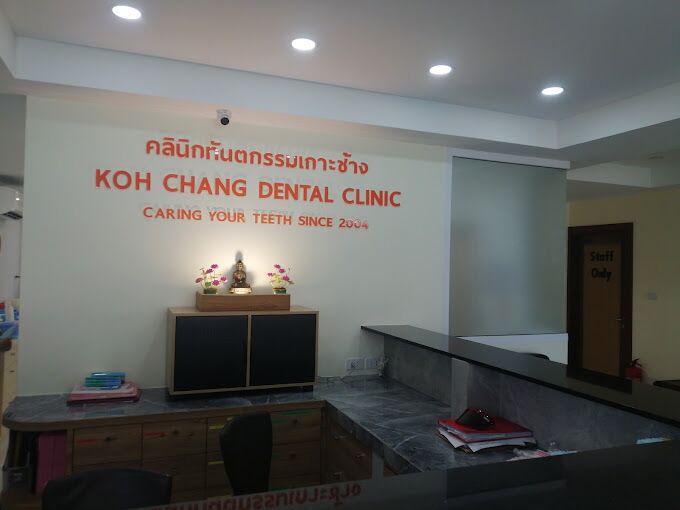 คลินิกทันตกรรมเกาะช้าง
KOH CHANG DENTAL CLINIC
CARING YOUR TEETH SINCE 2004
Staff
Only